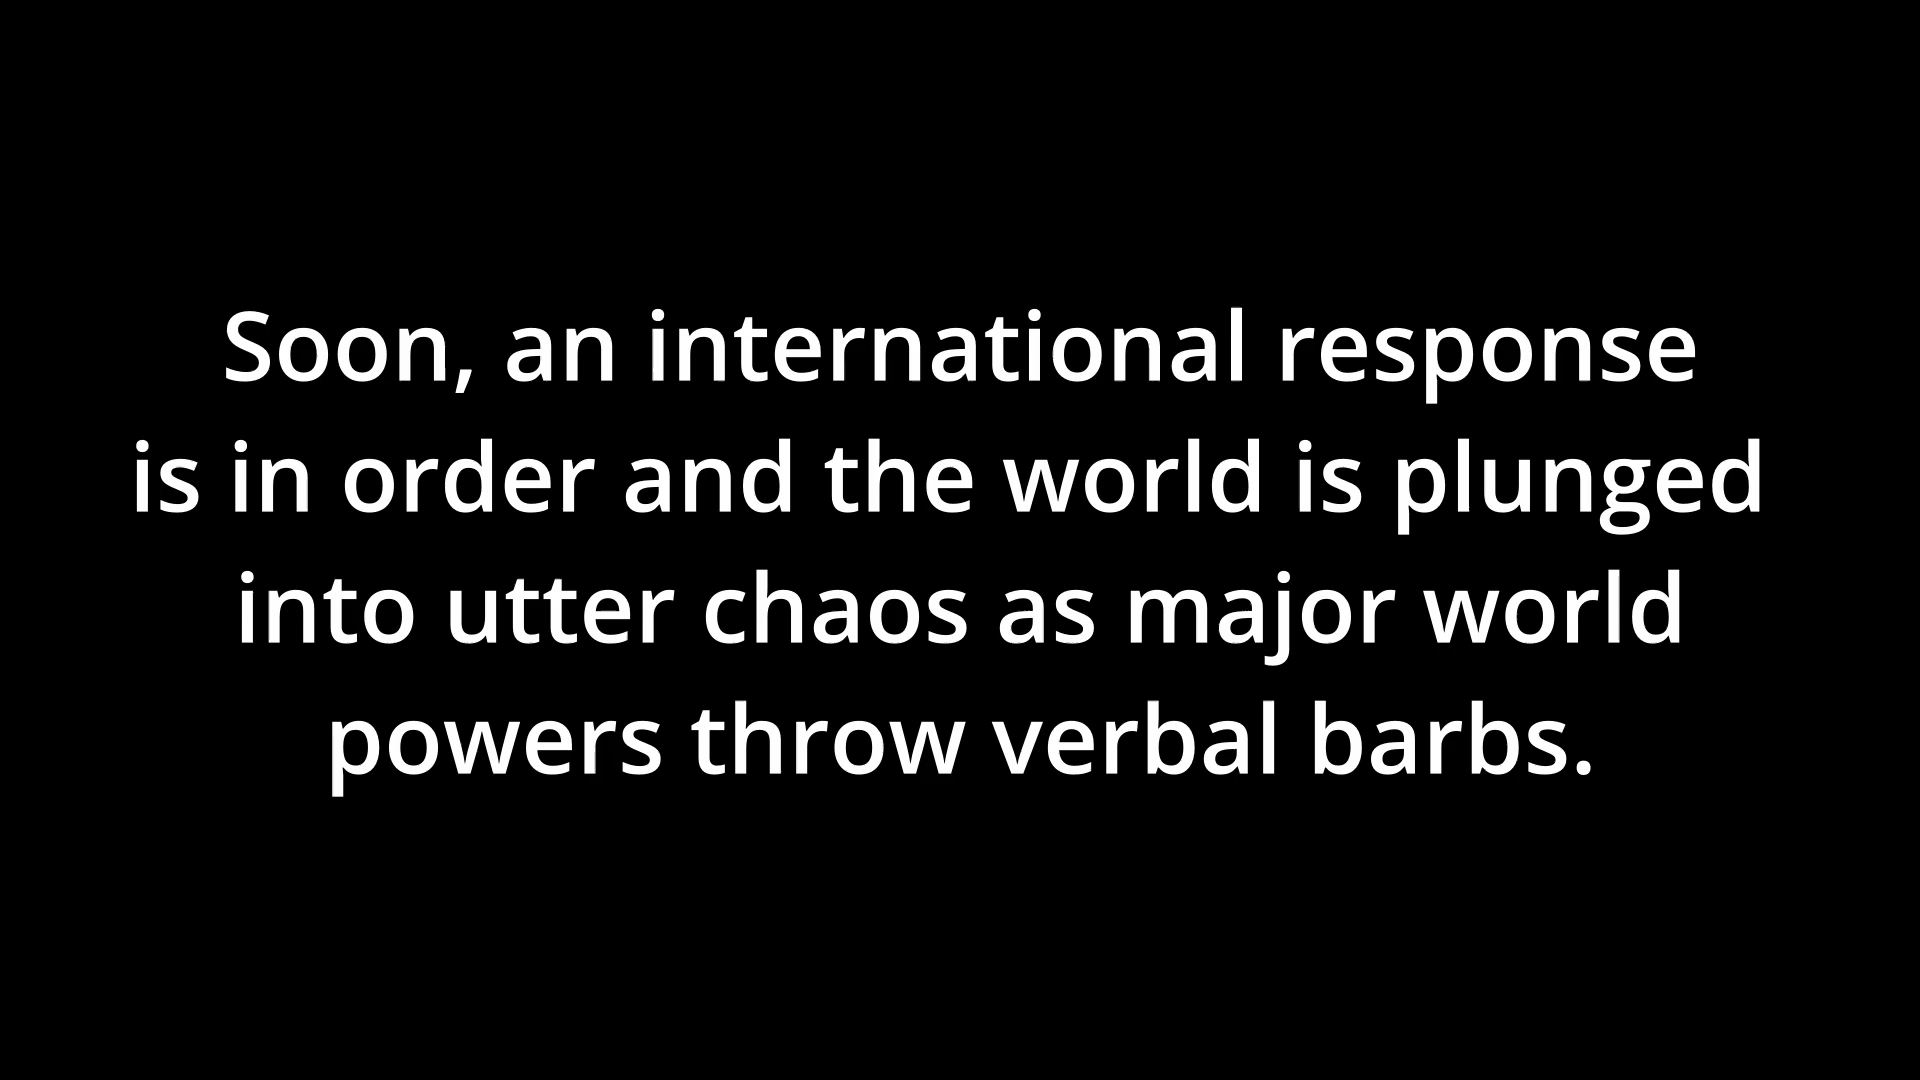 Soon, an international response
is in order and the world is plunged
into utter chaos as major world
powers throw verbal barbs.